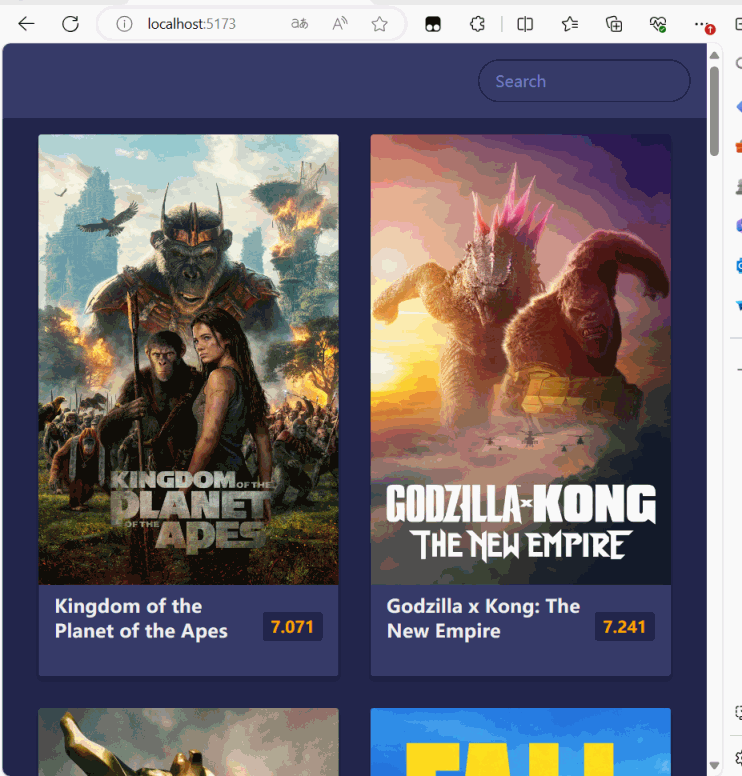 localhost:5173
Search
KINGDOM OF THE
PLANET
OF THE APES
GODZILLA x KONG
THE NEW EMPIRE
Kingdom of the
Planet of the Apes
7.071
Godzilla x Kong: The
New Empire
7.241
FALL